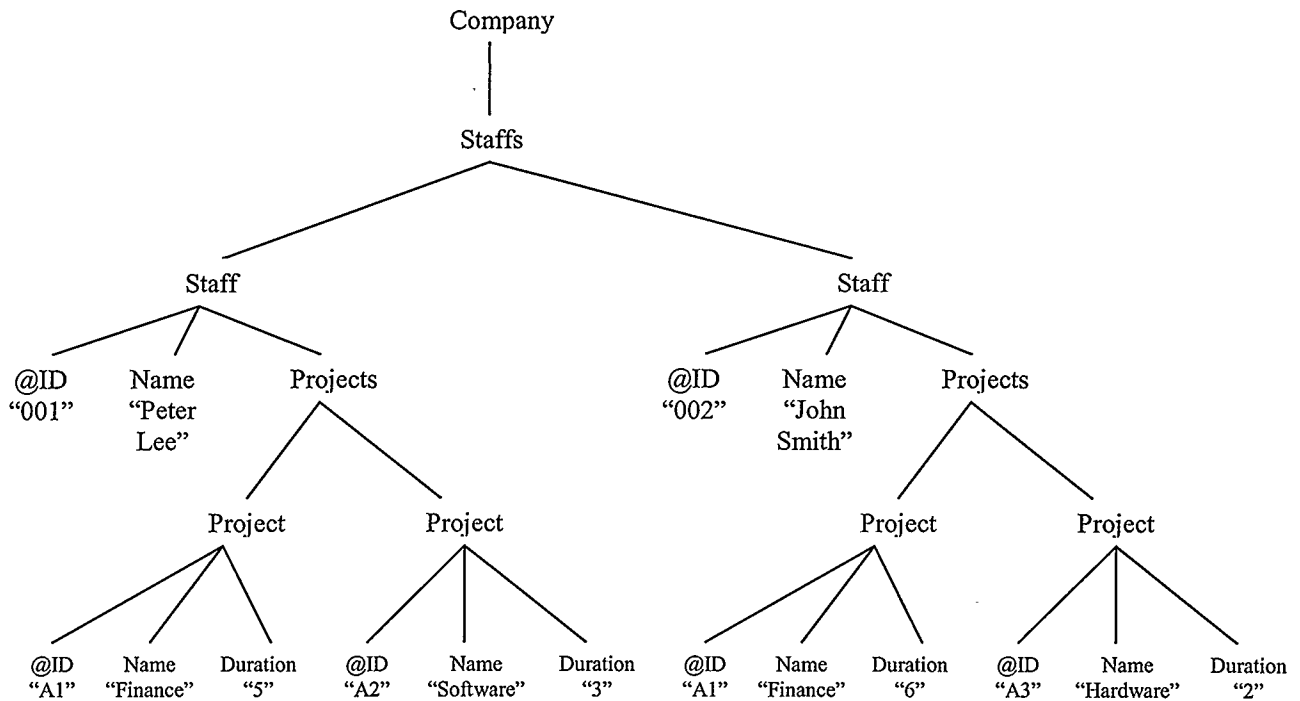 Company
Staffs
Staff
Staff
@ID
“001”
Name
“Peter
Lee”
Projects
@ID
“002”
Name
“John
Smith”
Projects
Project
Project
Project
Project
@ID
“A1”
Name
“Finance”
Duration
“5”
@ID
“A2”
Name
“Software”
Duration
“3”
@ID
“A1”
Name
“Finance”
Duration
“6”
@ID
“A3”
Name
“Hardware”
Duration
“2”